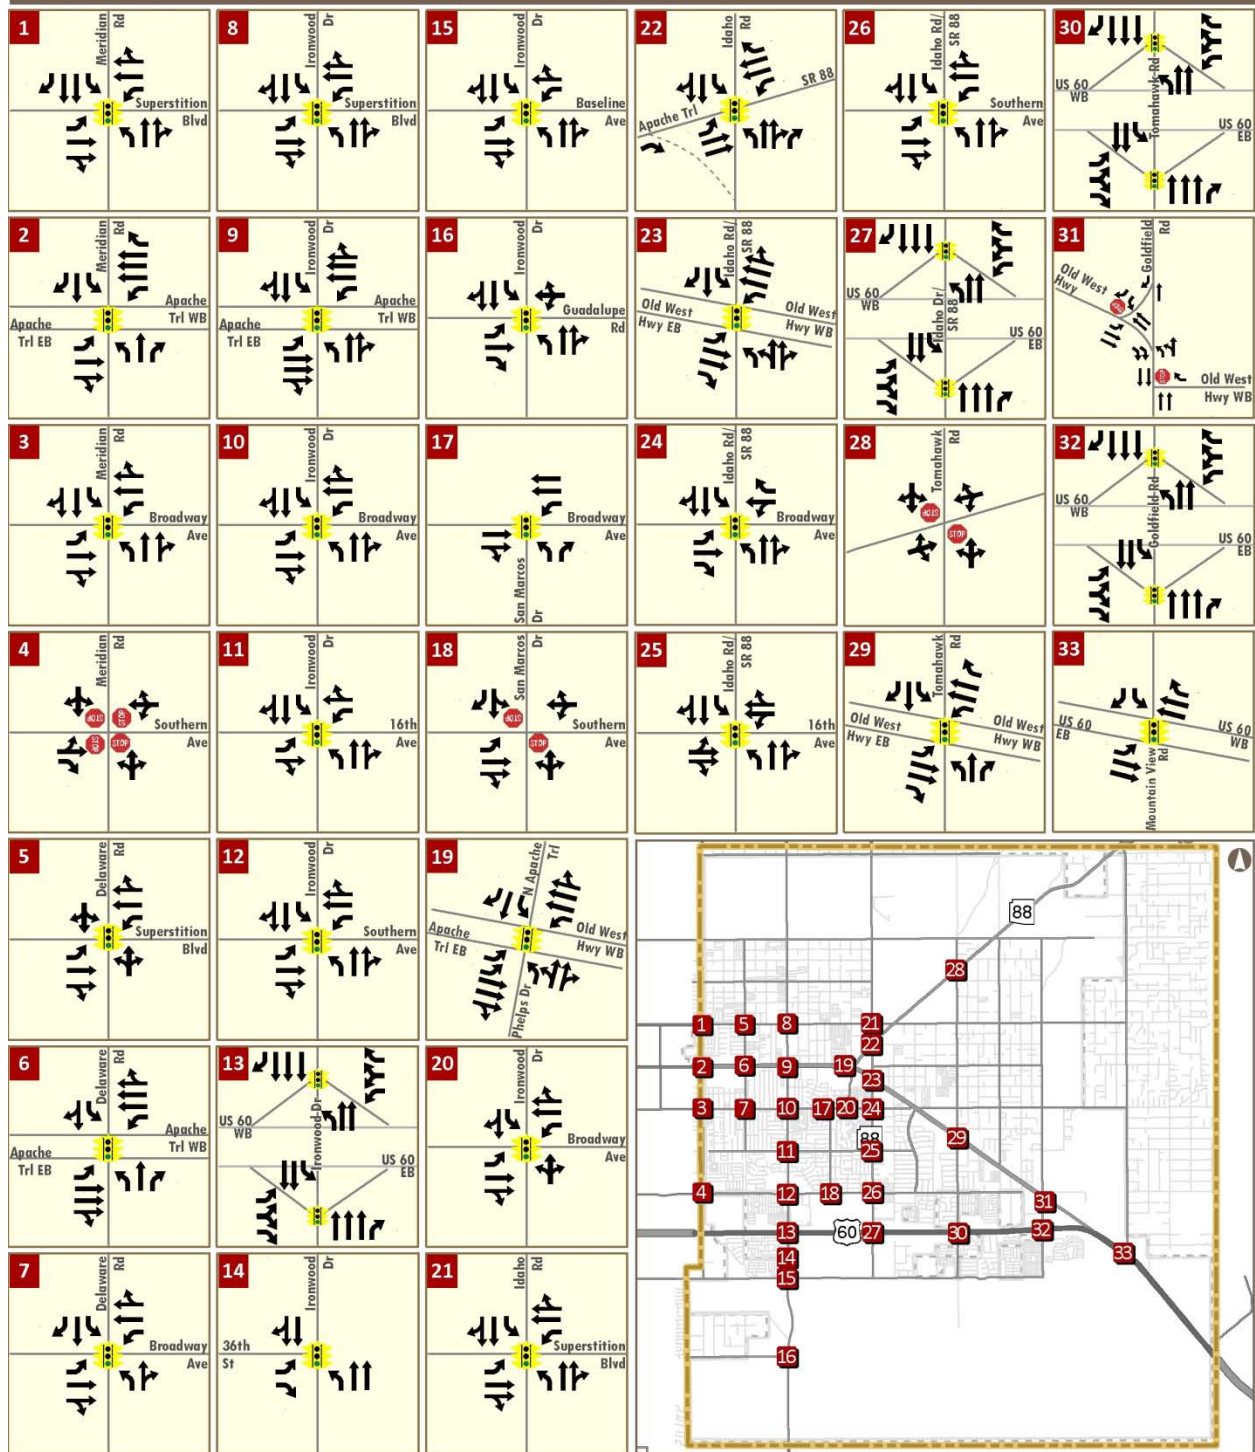 1
Meridian
Rd
Superstition
Blvd
8
Ironwood
Dr
Superstition
Blvd
15
Ironwood
Dr
Baseline
Ave
22
Idaho
Rd
SR 88
Apache Trl
26
Idaho Rd/
SR 88
Southern
Ave
30
Tomahawk Rd
US 60
WB
US 60
EB
2
Meridian
Rd
Apache
Trl WB
Apache
Trl EB
9
Ironwood
Dr
Apache
Trl WB
Apache
Trl EB
16
Ironwood
Dr
Guadalupe
Rd
23
Idaho Rd/
SR 88
Old West
Hwy EB
Old West
Hwy WB
27
Idaho Dr/
SR 88
US 60
WB
US 60
EB
31
Goldfield
Rd
Old West
Hwy
Old West
Hwy WB
3
Meridian
Rd
Broadway
Ave
10
Ironwood
Dr
Broadway
Ave
17
Broadway
Ave
San Marcos
Dr
24
Idaho Rd/
SR 88
Broadway
Ave
28
Tomahawk
Rd
STOP
STOP
32
Goldfield Rd
US 60
WB
US 60
EB
4
Meridian
Rd
STOP
STOP
STOP
STOP
Southern
Ave
11
Ironwood
Dr
16th
Ave
18
San Marcos
Dr
STOP
STOP
Southern
Ave
25
Idaho Rd/
SR 88
16th
Ave
29
Tomahawk
Rd
Old West
Hwy EB
Old West
Hwy WB
33
US 60
EB
US 60
WB
Mountain View
Rd
5
Delaware
Rd
Superstition
Blvd
12
Ironwood
Dr
Southern
Ave
19
N Apache
Trl
Apache
Trl EB
Old West
Hwy WB
Phelps Dr
6
Delaware
Rd
Apache
Trl WB
Apache
Trl EB
13
Ironwood Dr
US 60
WB
US 60
EB
20
Ironwood
Dr
Broadway
Ave
7
Delaware
Rd
Broadway
Ave
14
Ironwood
Dr
36th
St
21
Idaho
Rd
Superstition
Blvd
88
28
1 5 8 21
22
2 6 9 19
23
3 7 10 17 20 24
88
29
11 25
4 12 18 26
31
13 60 27 30 32
14
33
15
16